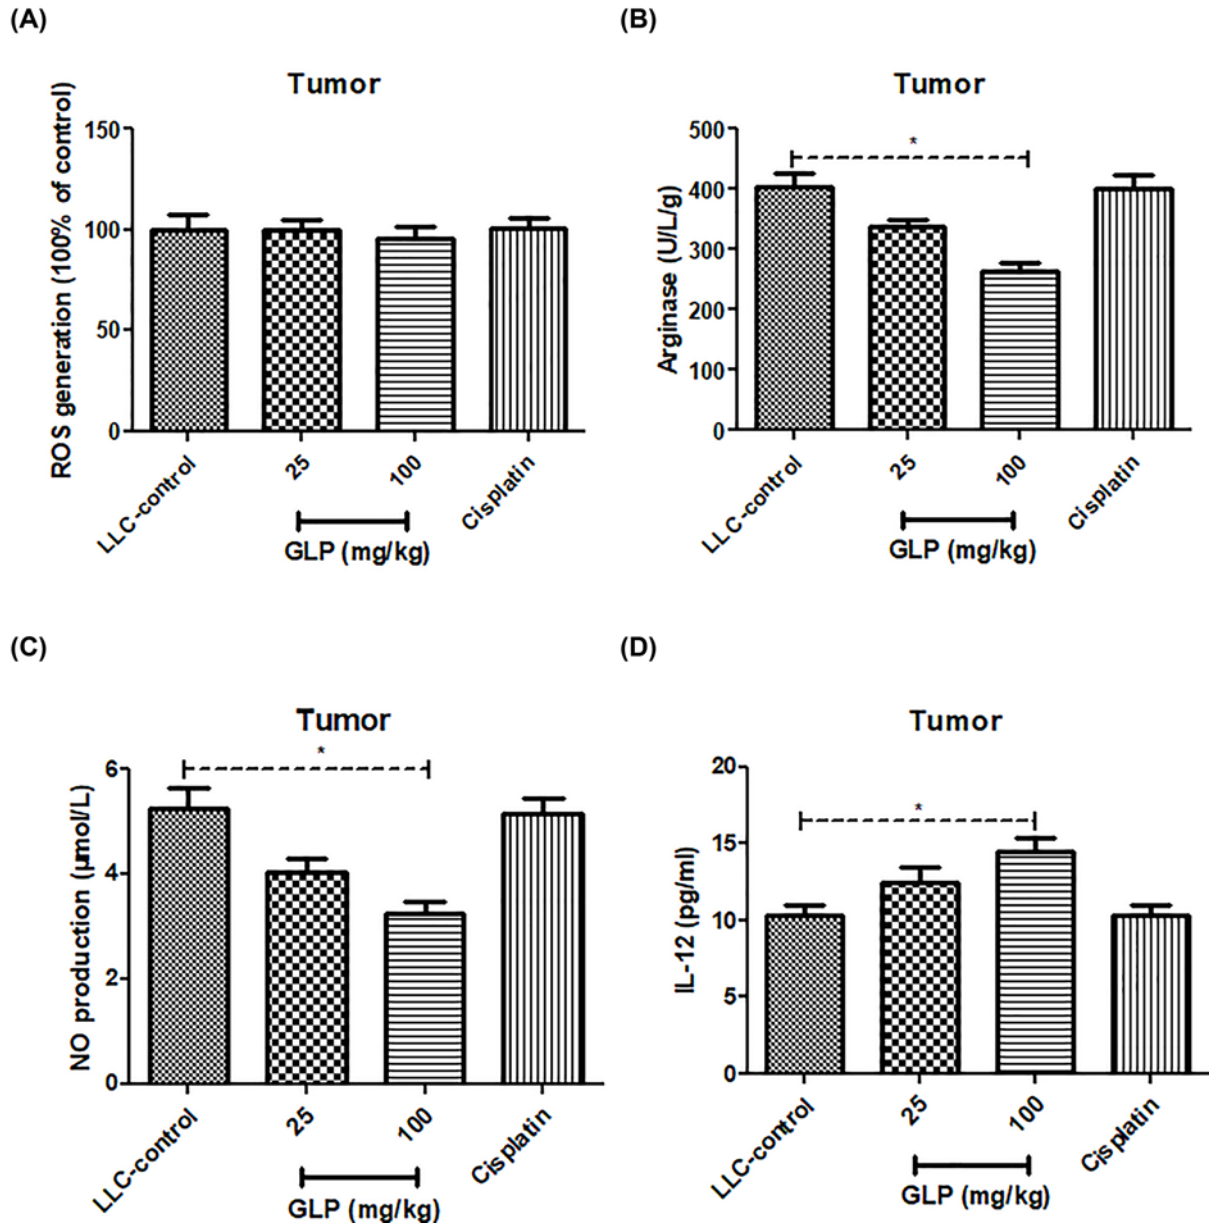 (A)
Tumor
ROS generation (100% of control)
150
100
50
0
LLC-control
25
100
Cisplatin
GLP (mg/kg)
(B)
Tumor
Arginase (U/L/g)
500
400
300
200
100
0
*
LLC-control
25
100
Cisplatin
GLP (mg/kg)
(C)
Tumor
NO production (µmol/L)
6
4
2
0
*
LLC-control
25
100
Cisplatin
GLP (mg/kg)
(D)
Tumor
IL-12 (pg/ml)
20
15
10
5
0
*
LLC-control
25
100
Cisplatin
GLP (mg/kg)